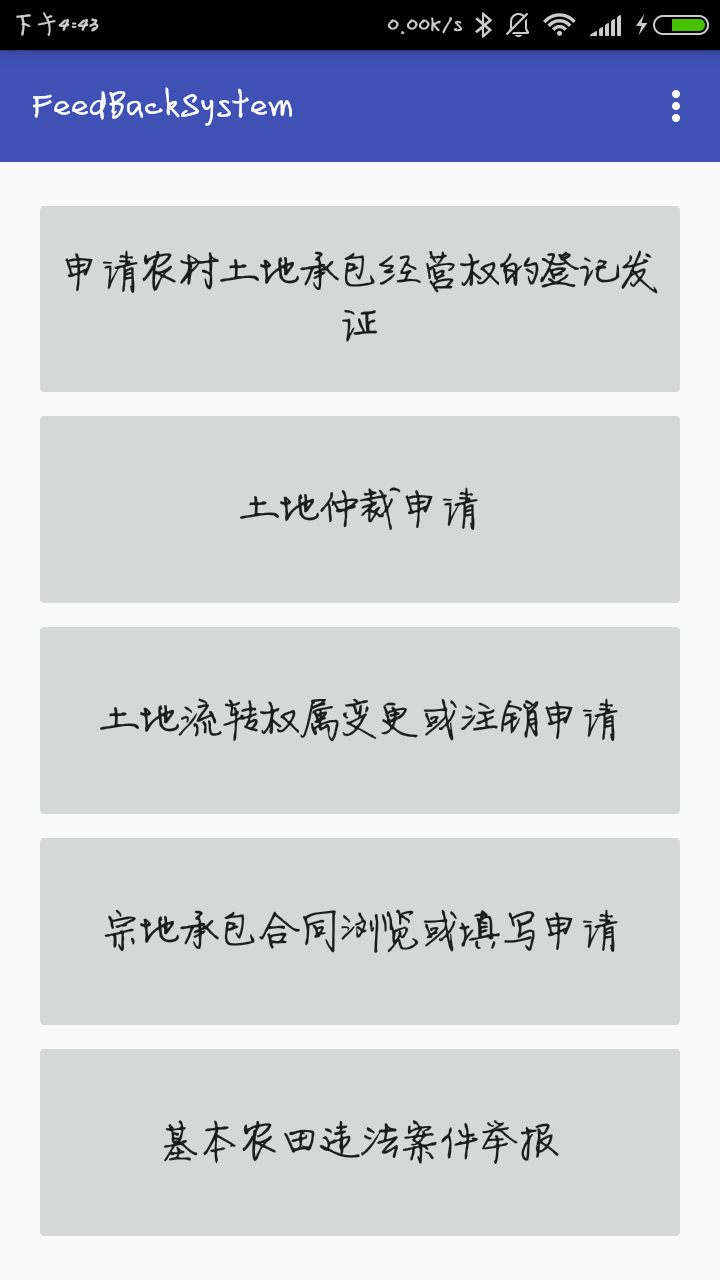 下午4:43 0.00K/s
FeedBackSystem
申请农村土地承包经营权的登记发
证
土地仲裁申请
土地流转权属变更或注销申请
宗地承包合同浏览或填写申请
基本农田违法案件举报